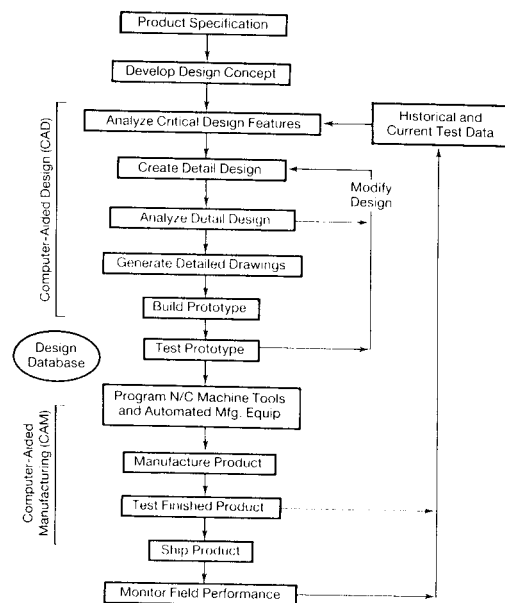 Product Specification
Develop Design Concept
Analyze Critical Design Features
Historical and
Current Test Data
Create Detail Design
Modify
Design
Analyze Detail Design
Generate Detailed Drawings
Build Prototype
Test Prototype
Computer-Aided Design (CAD)
Design
Database
Program N/C Machine Tools
and Automated Mfg. Equip
Manufacture Product
Test Finished Product
Ship Product
Monitor Field Performance
Computer-Aided
Manufacturing (CAM)